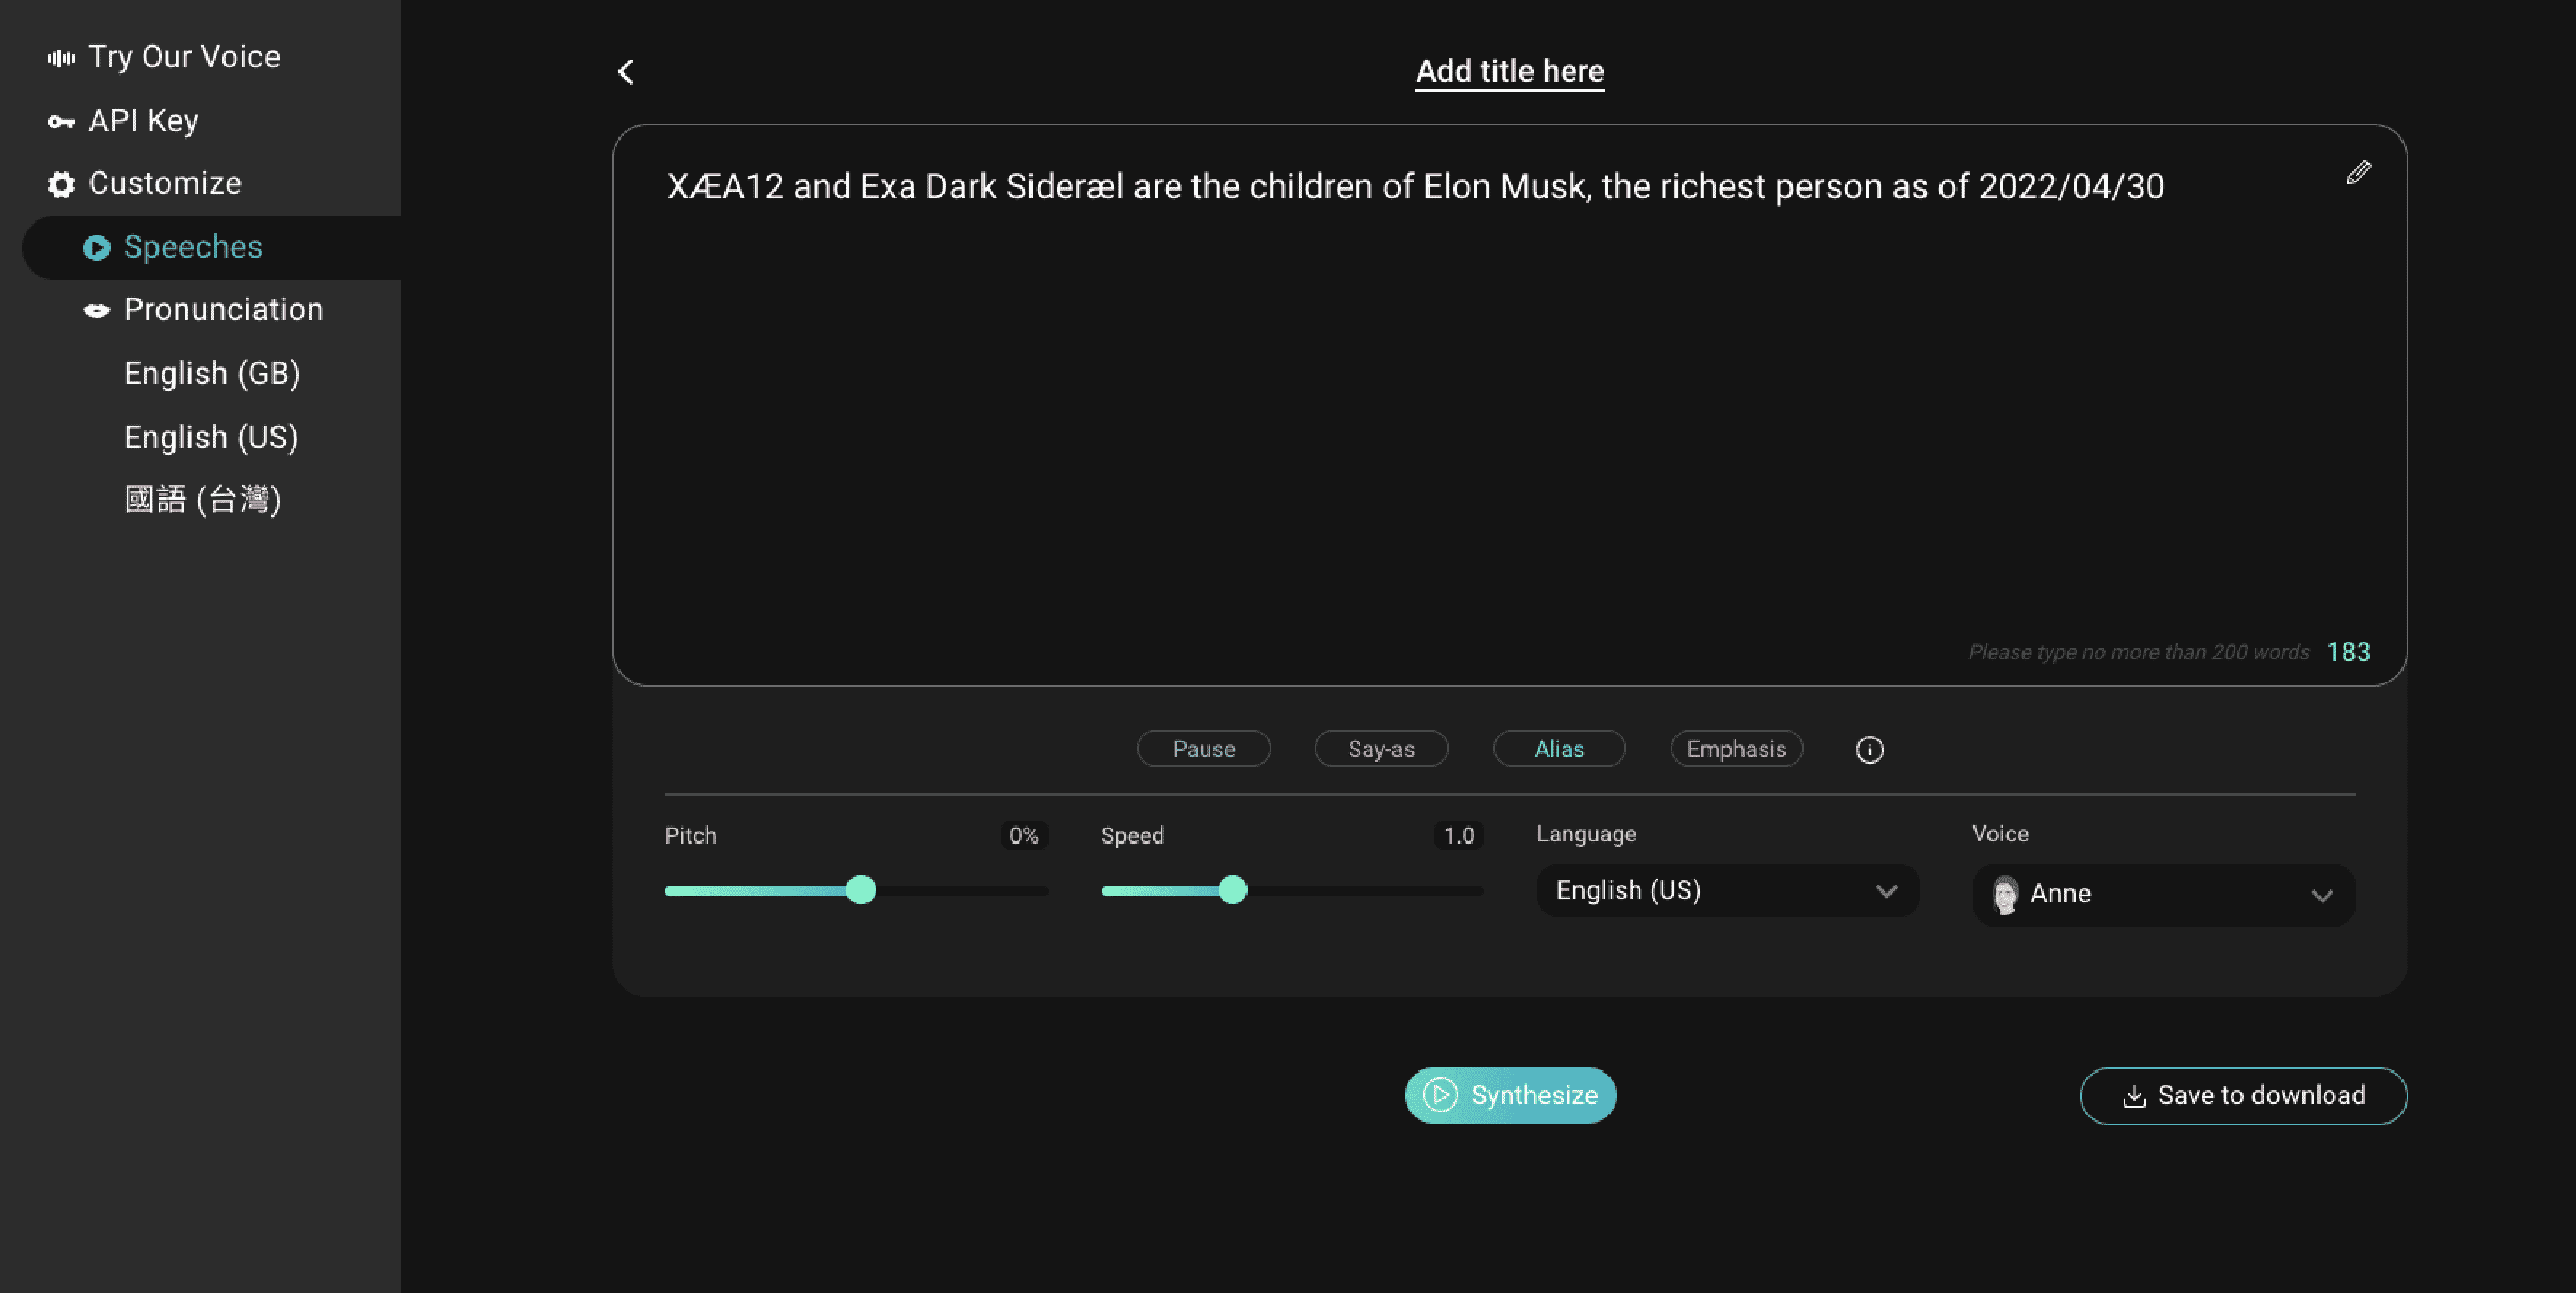 Try Our Voice
API Key
Customize
Speeches
Pronunciation
English (GB)
English (US)
國語 (台灣)
Add title here
XÆA12 and Exa Dark Sideræl are the children of Elon Musk, the richest person as of 2022/04/30
Please type no more than 200 words 183
Pause Say-as Alias Emphasis
Pitch 0% Speed 1.0 Language Voice
English (US) Anne
Synthesize Save to download